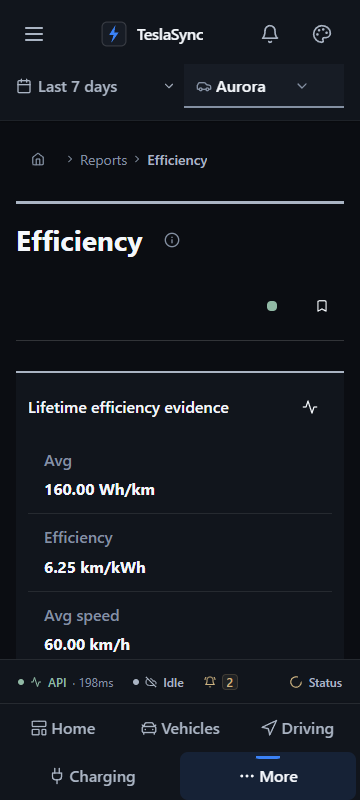 TeslaSync
Last 7 days
Aurora
Reports
Efficiency
Efficiency
Lifetime efficiency evidence
Avg
160.00 Wh/km
Efficiency
6.25 km/kWh
Avg speed
60.00 km/h
API · 198ms
Idle
2
Status
Home
Vehicles
Driving
Charging
More